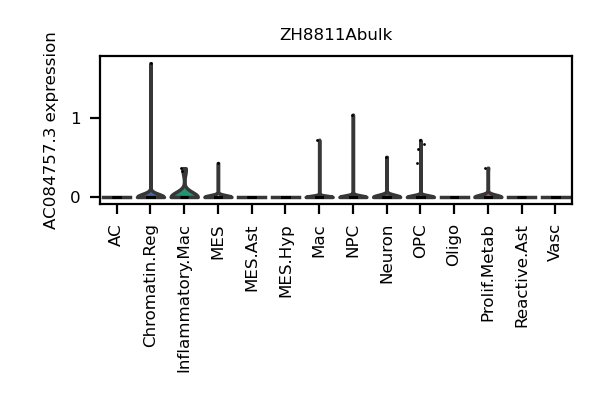 ZH8811Abulk
AC084757.3 expression
1
0
AC
Chromatin.Reg
Inflammatory.Mac
MES
MES.Ast
MES.Hyp
Mac
NPC
Neuron
OPC
Oligo
Prolif.Metab
Reactive.Ast
Vasc